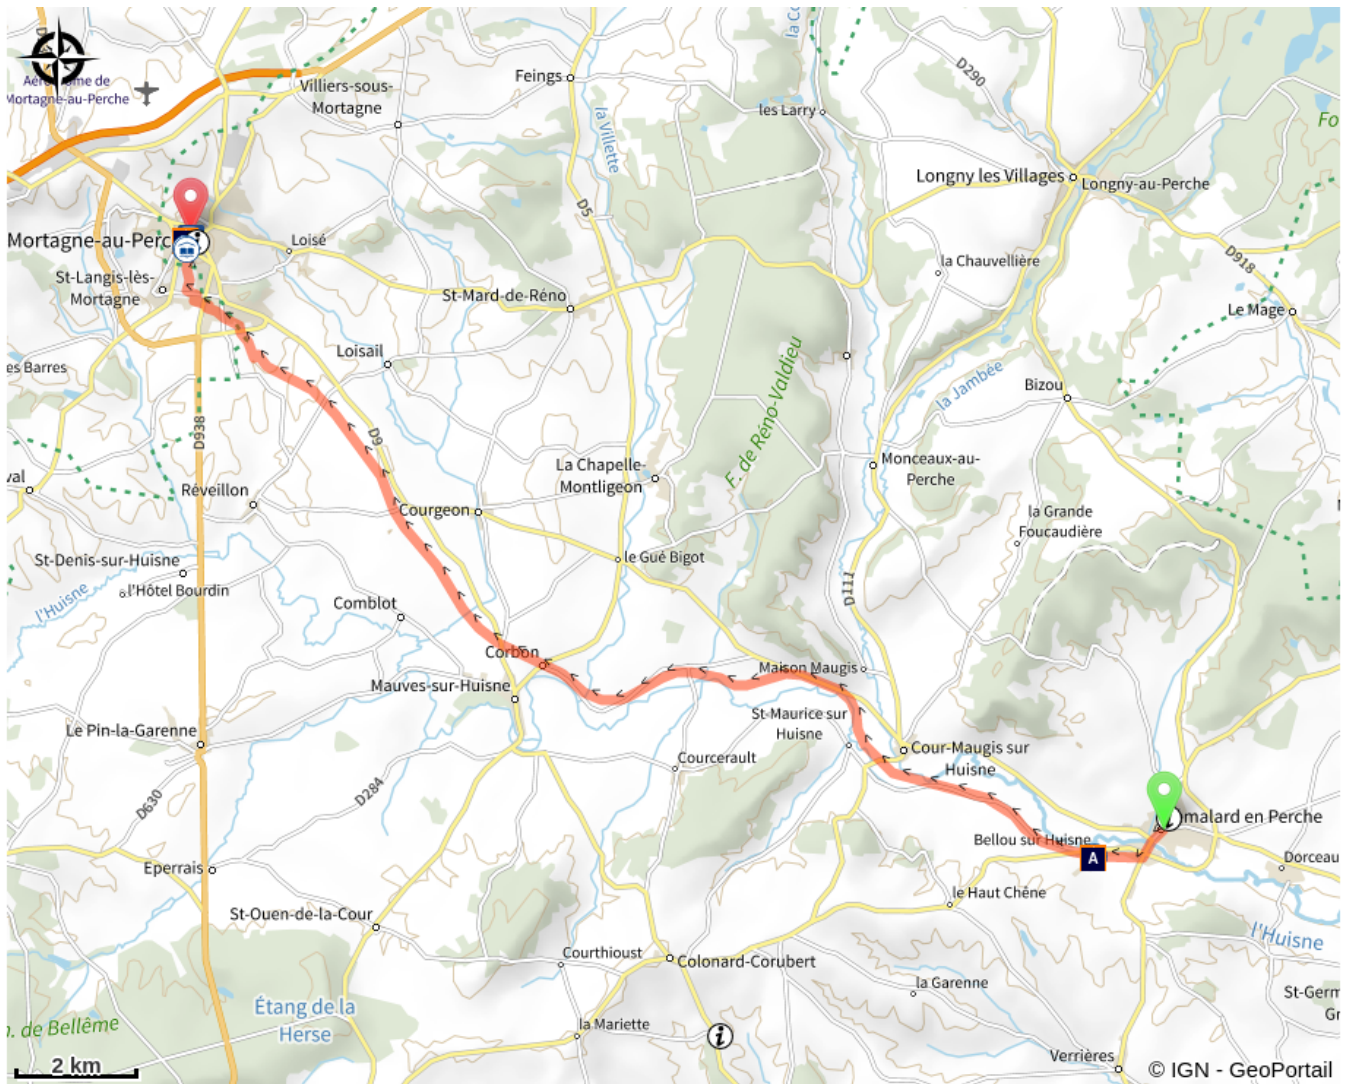 la Co
D290
Feings
Aérodrome de
Mortagne-au-Perche
Villiers-sous-
Mortagne
la Villette
les Larry
Fo
Longny les Villages
Longny-au-Perche
D5
Mortagne-au-Perc
Loisé
D918
la Chauvellière
St-Langis-lès-
Mortagne
St-Mard-de-Réno
Le Mage
Loisail
es Barres
la Jambée
Bizou
F. de Réno-Valdieu
D938
D9
La Chapelle-
Montligeon
Monceaux-au-
Perche
val
Réveillon
Courgeon
la Grande
Foucaudière
St-Denis-sur-Huisne
le Gué Bigot
l'Huisne
l'Hôtel Bourdin
D111
Comblot
Corbon
Maison Maugis
Mauves-sur-Huisne
St-Maurice sur
Huisne
Le Pin-la-Garenne
Courcerault
Cour-Maugis sur
Huisne
D630
D284
malard en Perche
Bellou sur Huisne
A
Dorceau
Eperrais
le Haut Chêne
St-Ouen-de-la-Cour
l'Huisne
Courthioust
Colonard-Corubert
la Garenne
Étang de la
Herse
St-Germ
Gr
. de Bellême
la Mariette
i
Verrières
2 km
© IGN - GeoPortail